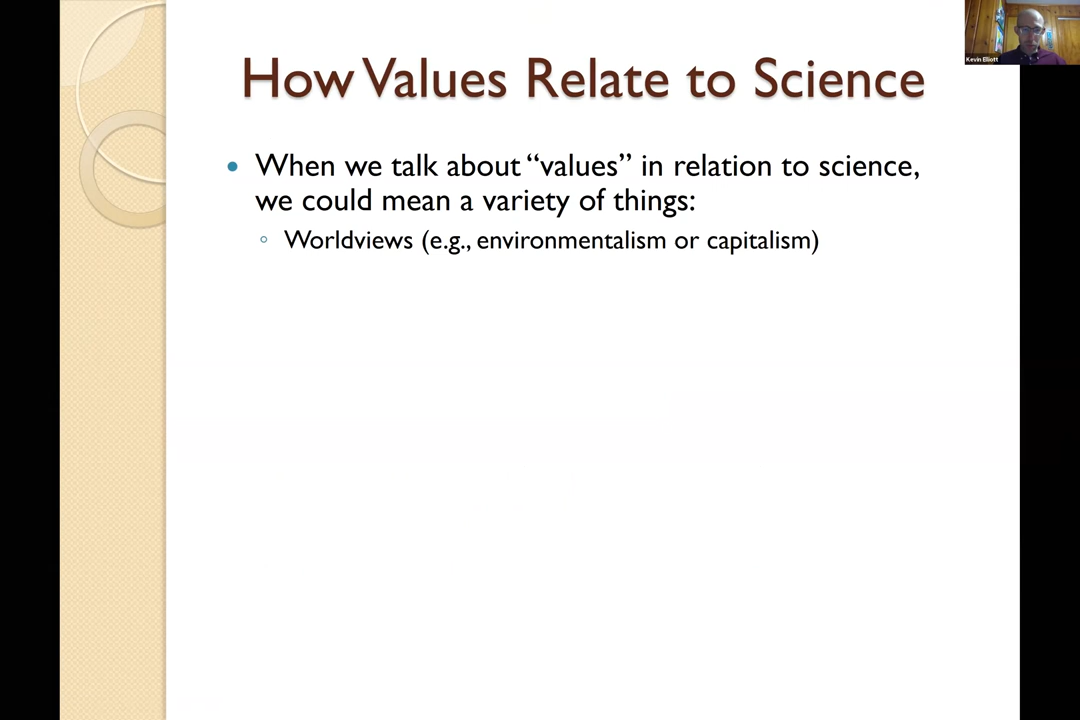 How Values Relate to Science
When we talk about “values” in relation to science,
we could mean a variety of things:
Worldviews (e.g., environmentalism or capitalism)
Kevin Elliott